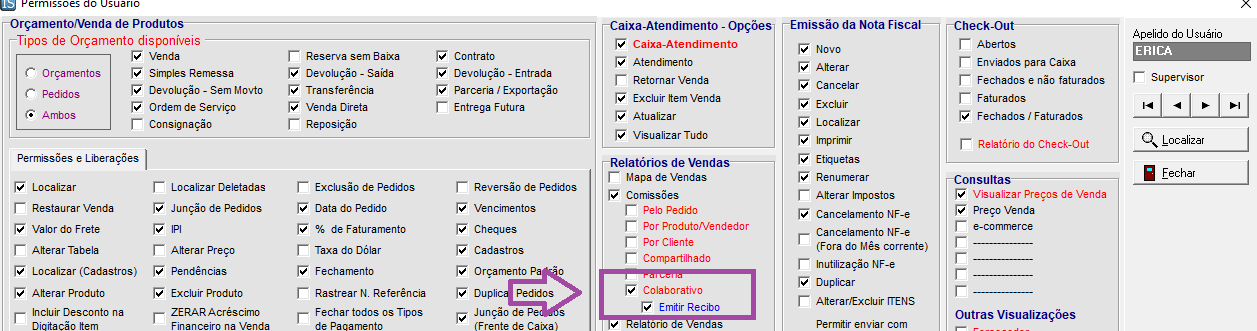 Permissões do Usuário
Orçamento/Venda de Produtos
Tipos de Orçamento disponíveis
Orçamentos
Pedidos
Ambos
Venda
Simples Remessa
Devolução - Sem Movto
Ordem de Serviço
Consignação
Reserva sem Baixa
Devolução - Saída
Transferência
Venda Direta
Reposição
Contrato
Devolução - Entrada
Parceria / Exportação
Entrega Futura
Permissões e Liberações
Localizar
Restaurar Venda
Valor do Frete
Alterar Tabela
Localizar (Cadastros)
Alterar Produto
Incluir Desconto na
Digitação Item
Localizar Deletadas
Junção de Pedidos
IPI
Alterar Preço
Pendências
Excluir Produto
ZERAR Acréscimo
Financeiro na Venda
Exclusão de Pedidos
Data do Pedido
% de Faturamento
Taxa do Dólar
Fechamento
Rastrear N. Referência
Fechar todos os Tipos
de Pagamento
Reversão de Pedidos
Vencimentos
Cheques
Cadastros
Orçamento Padrão
Duplicar Pedidos
Junção de Pedidos
(Frente de Caixa)
Caixa-Atendimento - Opções
Caixa-Atendimento
Atendimento
Retornar Venda
Excluir Item Venda
Atualizar
Visualizar Tudo
Relatórios de Vendas
Mapa de Vendas
Comissões
Pelo Pedido
Por Produto/Vendedor
Por Cliente
Compartilhado
Parceria
Colaborativo
Emitir Recibo
Relatório de Vendas
Emissão da Nota Fiscal
Novo
Alterar
Cancelar
Excluir
Localizar
Imprimir
Etiquetas
Renumerar
Alterar Impostos
Cancelamento NF-e
Cancelamento NF-e
(Fora do Mês corrente)
Inutilização NF-e
Duplicar
Alterar/Excluir ITENS
Permitir enviar com
Check-Out
Abertos
Enviados para Caixa
Fechados e não faturados
Faturados
Fechados / Faturados
Relatório do Check-Out
Consultas
Visualizar Preços de Venda
Preço Venda
e-commerce
---------------
---------------
---------------
---------------
Outras Visualizações
Fornecedor
Apelido do Usuário
ERICA
Supervisor
Localizar
Fechar